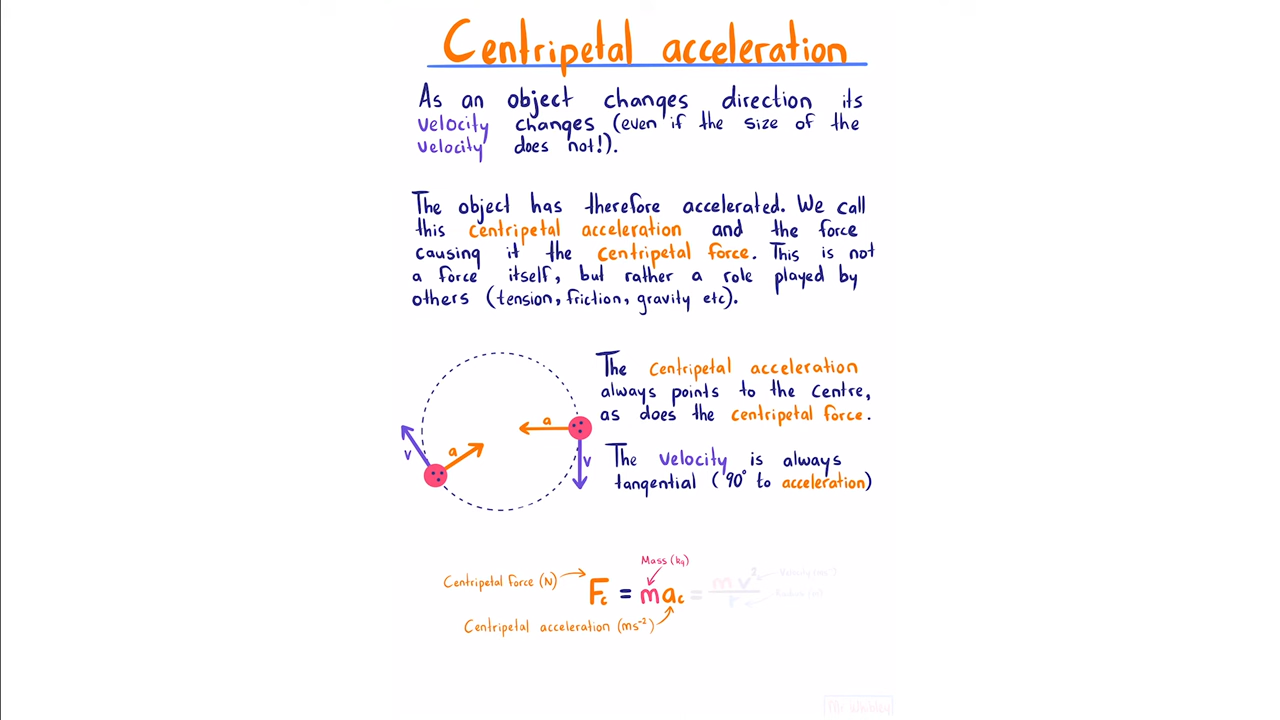 Centripetal acceleration
As an object changes direction its
velocity changes (even if the size of the
velocity does not!).
The object has therefore accelerated. We call
this centripetal acceleration and the force
causing it the centripetal force. This is not
a force itself, but rather a role played by
others (tension, friction, gravity etc).
The centripetal acceleration
always points to the centre,
as does the centripetal force.
The velocity is always
tangential (90° to acceleration)
a
v
a
v
Mass (kg)
Centripetal Force (N)
Fc = mac = mv²/r
Centripetal acceleration (ms⁻²)